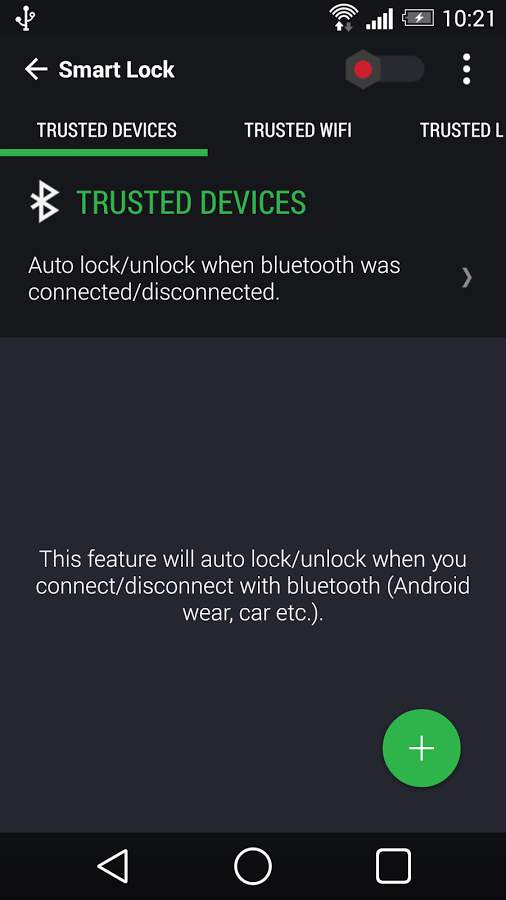 10:21
Smart Lock
TRUSTED DEVICES
TRUSTED WIFI
TRUSTED L
TRUSTED DEVICES
Auto lock/unlock when bluetooth was
connected/disconnected.
This feature will auto lock/unlock when you
connect/disconnect with bluetooth (Android
wear, car etc.).